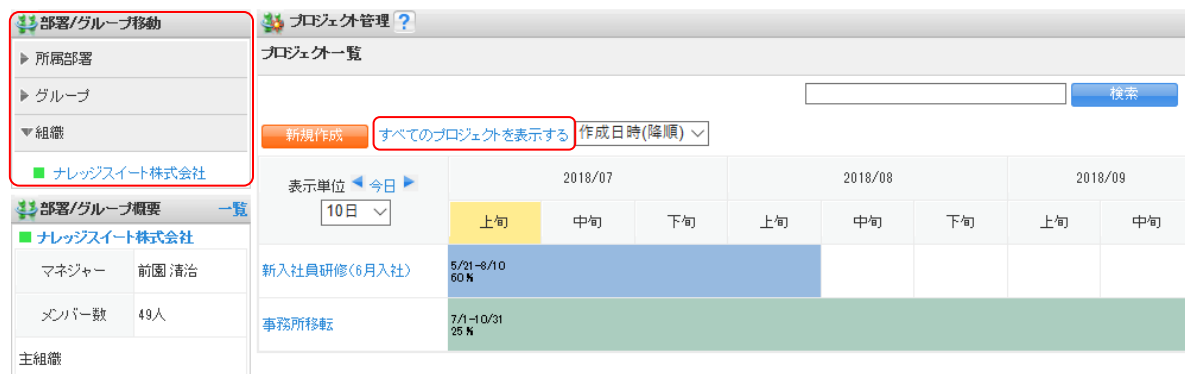 部署/グループ移動
所属部署
グループ
組織
ナレッジスイート株式会社
部署/グループ概要 一覧
ナレッジスイート株式会社
マネジャー 前園 清治
メンバー数 49人
主組織
プロジェクト管理 ?
プロジェクト一覧
検索
新規作成 すべてのプロジェクトを表示する 作成日時(降順)
表示単位 今日 2018/07 2018/08 2018/09
10日 上旬 中旬 下旬 上旬 中旬 下旬 上旬 中旬
新入社員研修(6月入社) 5/21-8/10
60 %
事務所移転 7/1-10/31
25 %